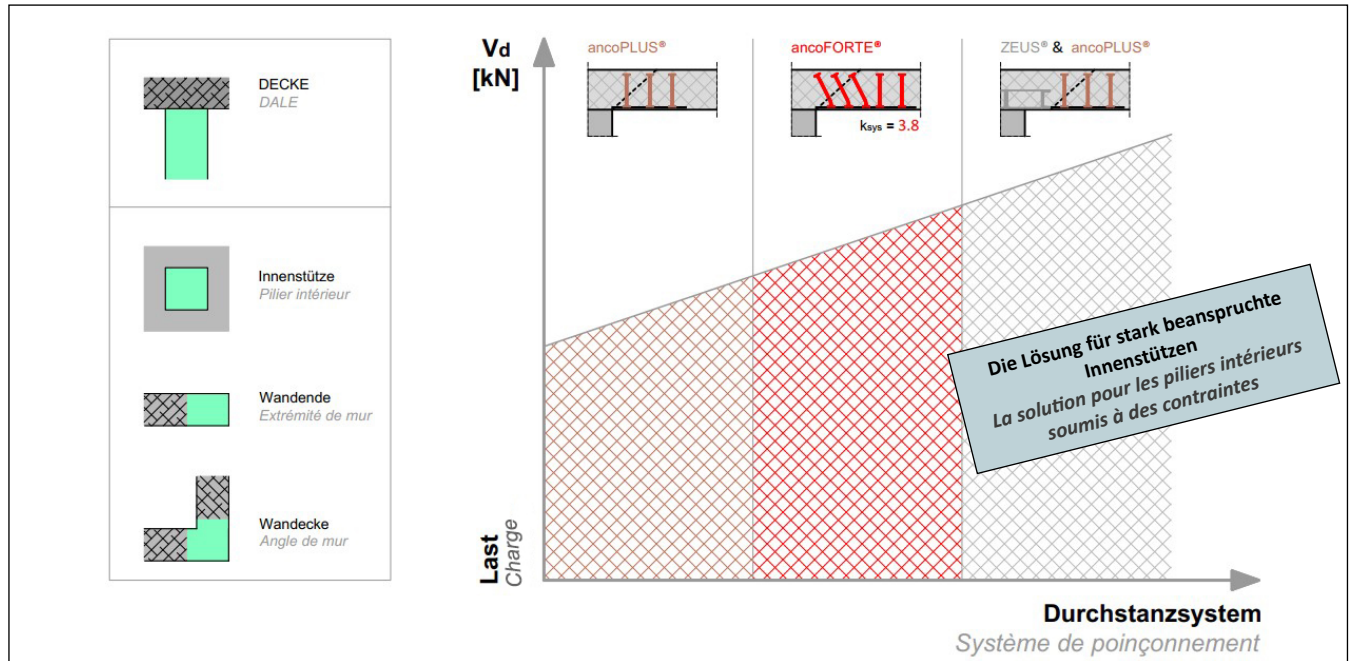 DECKE
DALE
Innenstütze
Pilier intérieur
Wandende
Extrémité de mur
Wandecke
Angle de mur
Vd
[kN]
ancoPLUS®
ancoFORTE®
ksys = 3.8
ZEUS® & ancoPLUS®
Die Lösung für stark beanspruchte
Innenstützen
La solution pour les piliers intérieurs
soumis à des contraintes
Last
Charge
Durchstanzsystem
Système de poinçonnement